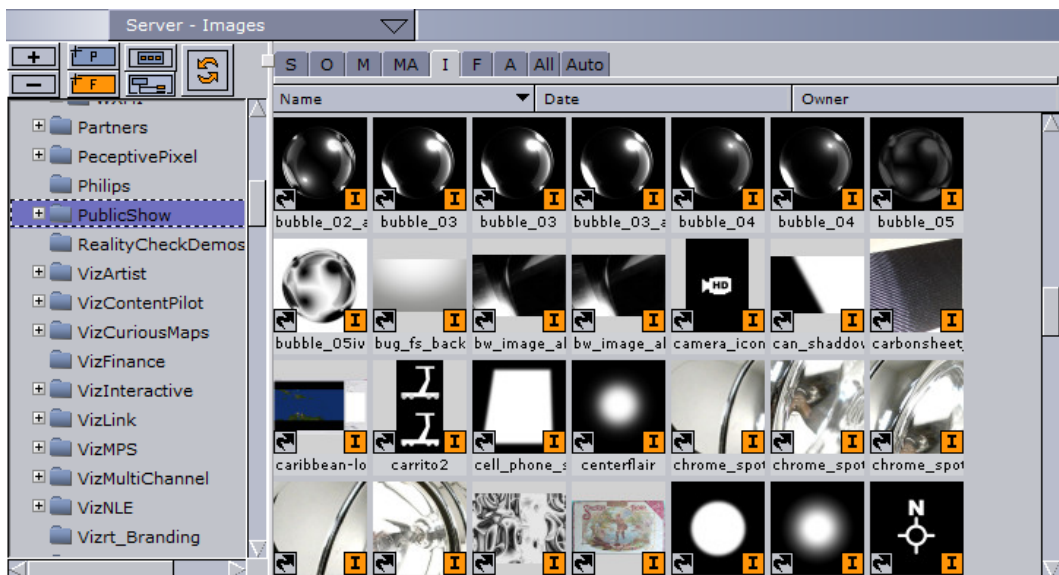 Server - Images
+ P
- F
S O M MA I F A All Auto
Name Date Owner
Partners
PeceptivePixel
Philips
PublicShow
RealityCheckDemos
VizArtist
VizContentPilot
VizCuriousMaps
VizFinance
VizInteractive
VizLink
VizMPS
VizMultiChannel
VizNLE
Vizrt_Branding
I I I I I I I
bubble_02_a bubble_03 bubble_03 bubble_03_a bubble_04 bubble_04 bubble_05
HD
I I I I I I I
bubble_05iv bug_fs_back bw_image_al bw_image_al camera_icon can_shaddow carbonsheet_
I I I I I I I
caribbean-lo carrito2 cell_phone_s centerflair chrome_spot chrome_spot chrome_spot
N
I I I I I I I